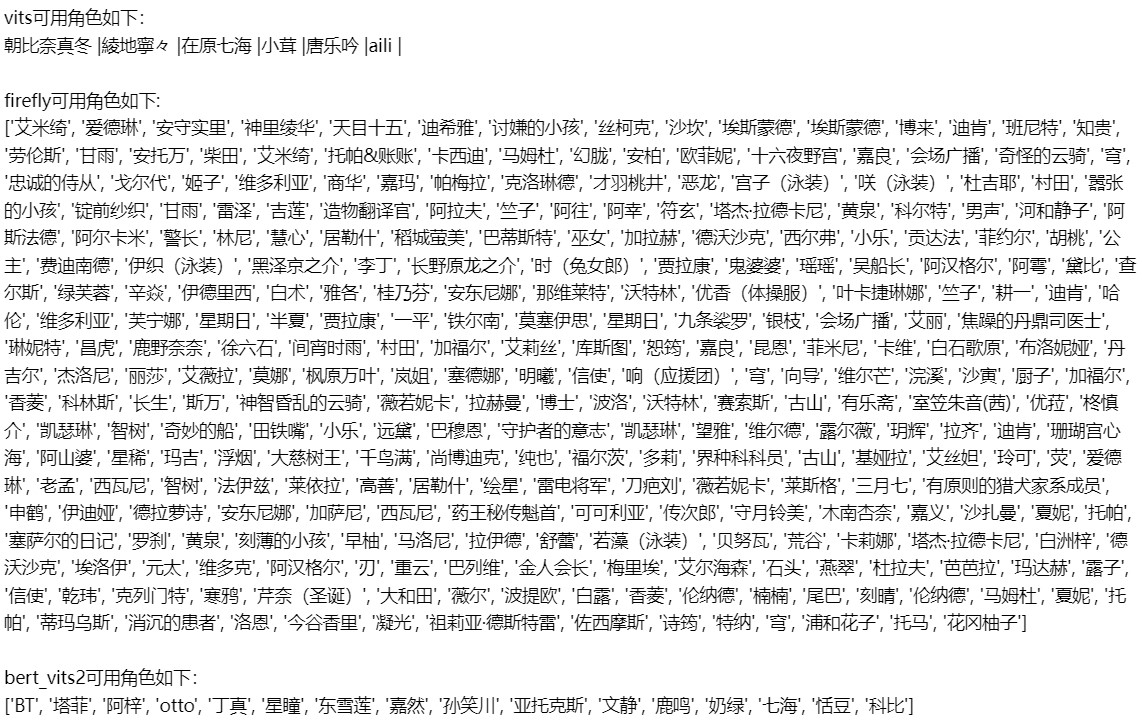 vits可用角色如下：
朝比奈真冬 |綾地寧々 |在原七海 |小茸 |唐乐吟 |aili |
firefly可用角色如下:
['艾米绮', '爱德琳', '安守实里', '神里绫华', '天目十五', '迪希雅', '讨嫌的小孩', '丝柯克', '沙坎', '埃斯蒙德', '埃斯蒙德', '博来', '迪肯', '班尼特', '知贵',
'劳伦斯', '甘雨', '安托万', '柴田', '艾米绮', '托帕&账账', '卡西迪', '马姆杜', '幻胧', '安柏', '欧菲妮', '十六夜野宫', '嘉良', '会场广播', '奇怪的云骑', '穹',
'忠诚的侍从', '戈尔代', '姬子', '维多利亚', '商华', '嘉玛', '帕梅拉', '克洛琳德', '才羽桃井', '恶龙', '宫子（泳装）', '咲（泳装）', '杜吉耶', '村田', '嚣张
的小孩', '锭前纱织', '甘雨', '雷泽', '吉莲', '造物翻译官', '阿拉夫', '竺子', '阿往', '阿幸', '符玄', '塔杰·拉德卡尼', '黄泉', '科尔特', '男声', '河和静子', '阿
斯法德', '阿尔卡米', '警长', '林尼', '慧心', '居勒什', '稻城萤美', '巴蒂斯特', '巫女', '加拉赫', '德沃沙克', '西尔弗', '小乐', '贡达法', '菲约尔', '胡桃', '公
主', '费迪南德', '伊织（泳装）', '黑泽京之介', '李丁', '长野原龙之介', '时（兔女郎）', '贾拉康', '鬼婆婆', '瑶瑶', '吴船长', '阿汉格尔', '阿雩', '黛比', '查
尔斯', '绿芙蓉', '辛焱', '伊德里西', '白术', '雅各', '桂乃芬', '安东尼娜', '那维莱特', '沃特林', '优香（体操服）', '叶卡捷琳娜', '竺子', '耕一', '迪肯', '哈
伦', '维多利亚', '芙宁娜', '星期日', '半夏', '贾拉康', '一平', '铁尔南', '莫塞伊思', '星期日', '九条裟罗', '银枝', '会场广播', '艾丽', '焦躁的丹鼎司医士',
'琳妮特', '昌虎', '鹿野奈奈', '徐六石', '间宵时雨', '村田', '加福尔', '艾莉丝', '库斯图', '恕筠', '嘉良', '昆恩', '菲米尼', '卡维', '白石歌原', '布洛妮娅', '丹
吉尔', '杰洛尼', '丽莎', '艾薇拉', '莫娜', '枫原万叶', '岚姐', '塞德娜', '明曦', '信使', '响（应援团）', '穹', '向导', '维尔芒', '浣溪', '沙寅', '厨子', '加福尔',
'香菱', '科林斯', '长生', '斯万', '神智昏乱的云骑', '薇若妮卡', '拉赫曼', '博士', '波洛', '沃特林', '赛索斯', '古山', '有乐斋', '室笠朱音(茜)', '优菈', '柊慎
介', '凯瑟琳', '智树', '奇妙的船', '田铁嘴', '小乐', '远黛', '巴穆恩', '守护者的意志', '凯瑟琳', '望雅', '维尔德', '露尔薇', '玥辉', '拉齐', '迪肯', '珊瑚宫心
海', '阿山婆', '星稀', '玛吉', '浮烟', '大慈树王', '千鸟满', '尚博迪克', '纯也', '福尔茨', '多莉', '界种科科员', '古山', '基娅拉', '艾丝妲', '玲可', '荧', '爱德
琳', '老孟', '西瓦尼', '智树', '法伊兹', '莱依拉', '高善', '居勒什', '绘星', '雷电将军', '刀疤刘', '薇若妮卡', '莱斯格', '三月七', '有原则的猎犬家系成员',
'申鹤', '伊迪娅', '德拉萝诗', '安东尼娜', '加萨尼', '西瓦尼', '药王秘传魁首', '可可利亚', '传次郎', '守月铃美', '木南杏奈', '嘉义', '沙扎曼', '夏妮', '托帕',
'塞萨尔的日记', '罗刹', '黄泉', '刻薄的小孩', '早柚', '马洛尼', '拉伊德', '舒蕾', '若藻（泳装）', '贝努瓦', '荒谷', '卡莉娜', '塔杰·拉德卡尼', '白洲梓', '德
沃沙克', '埃洛伊', '元太', '维多克', '阿汉格尔', '刃', '重云', '巴列维', '金人会长', '梅里埃', '艾尔海森', '石头', '燕翠', '杜拉夫', '芭芭拉', '玛达赫', '露子',
'信使', '乾玮', '克列门特', '寒鸦', '芹奈（圣诞）', '大和田', '薇尔', '波提欧', '白露', '香菱', '伦纳德', '楠楠', '尾巴', '刻晴', '伦纳德', '马姆杜', '夏妮', '托
帕', '蒂玛乌斯', '消沉的患者', '洛恩', '今谷香里', '凝光', '祖莉亚·德斯特雷', '佐西摩斯', '诗筠', '特纳', '穹', '浦和花子', '托马', '花冈柚子']
bert_vits2可用角色如下：
['BT', '塔菲', '阿梓', 'otto', '丁真', '星瞳', '东雪莲', '嘉然', '孙笑川', '亚托克斯', '文静', '鹿鸣', '奶绿', '七海', '恬豆', '科比']